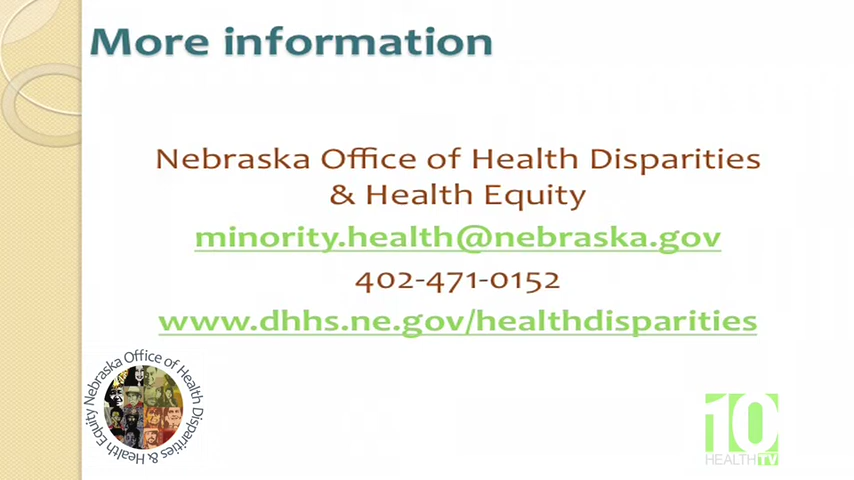 More information
Nebraska Office of Health Disparities
& Health Equity
minority.health@nebraska.gov
402-471-0152
www.dhhs.ne.gov/healthdisparities
Nebraska Office of Health Disparities & Health Equity
10
HEALTH TV